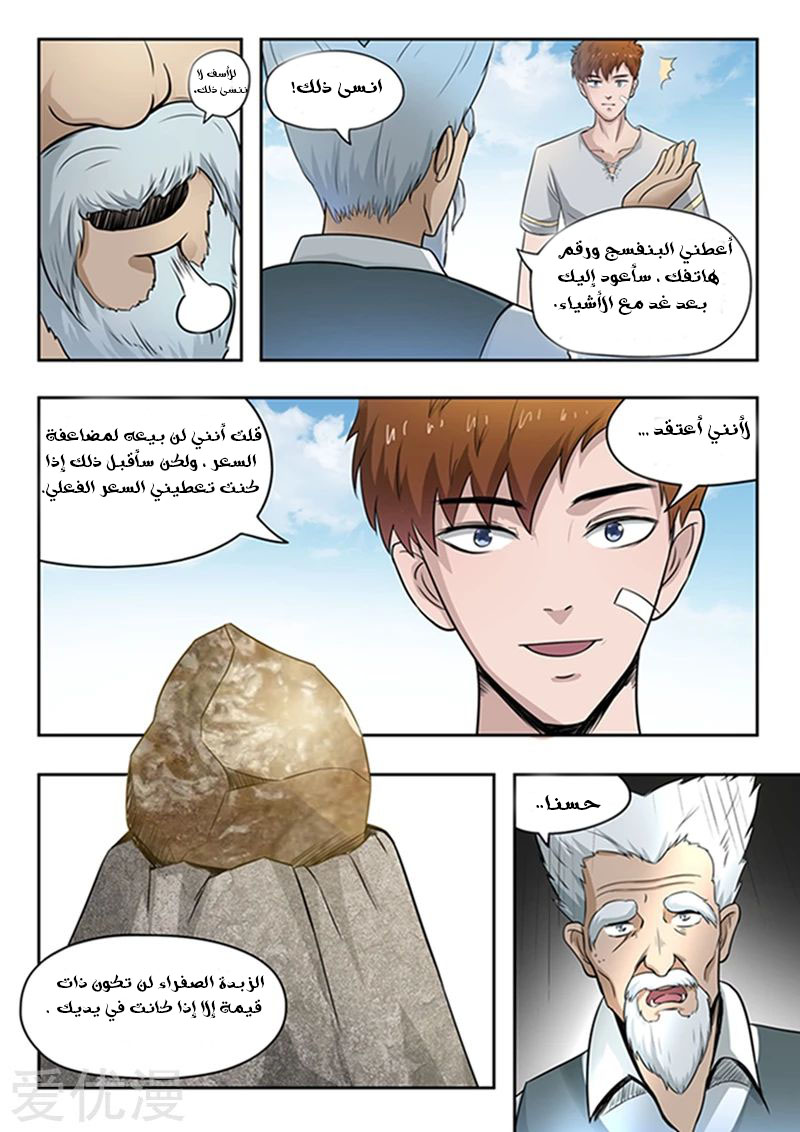 انسى ذلك!
أعطني البنفسج ورقم
هاتفك ، سأعود إليك
بعد غد مع الأشياء.
للأسف لا
ننسى ذلك.
لأنني أعتقد ...
قلت أنني لن بيعه لمضاعفة
السعر ، ولكن سأقبل ذلك إذا
كنت تعطيني السعر الفعلي.
حسنا..
الزبدة الصفراء لن تكون ذات
قيمة إلا إذا كانت في يديك .
爱优漫